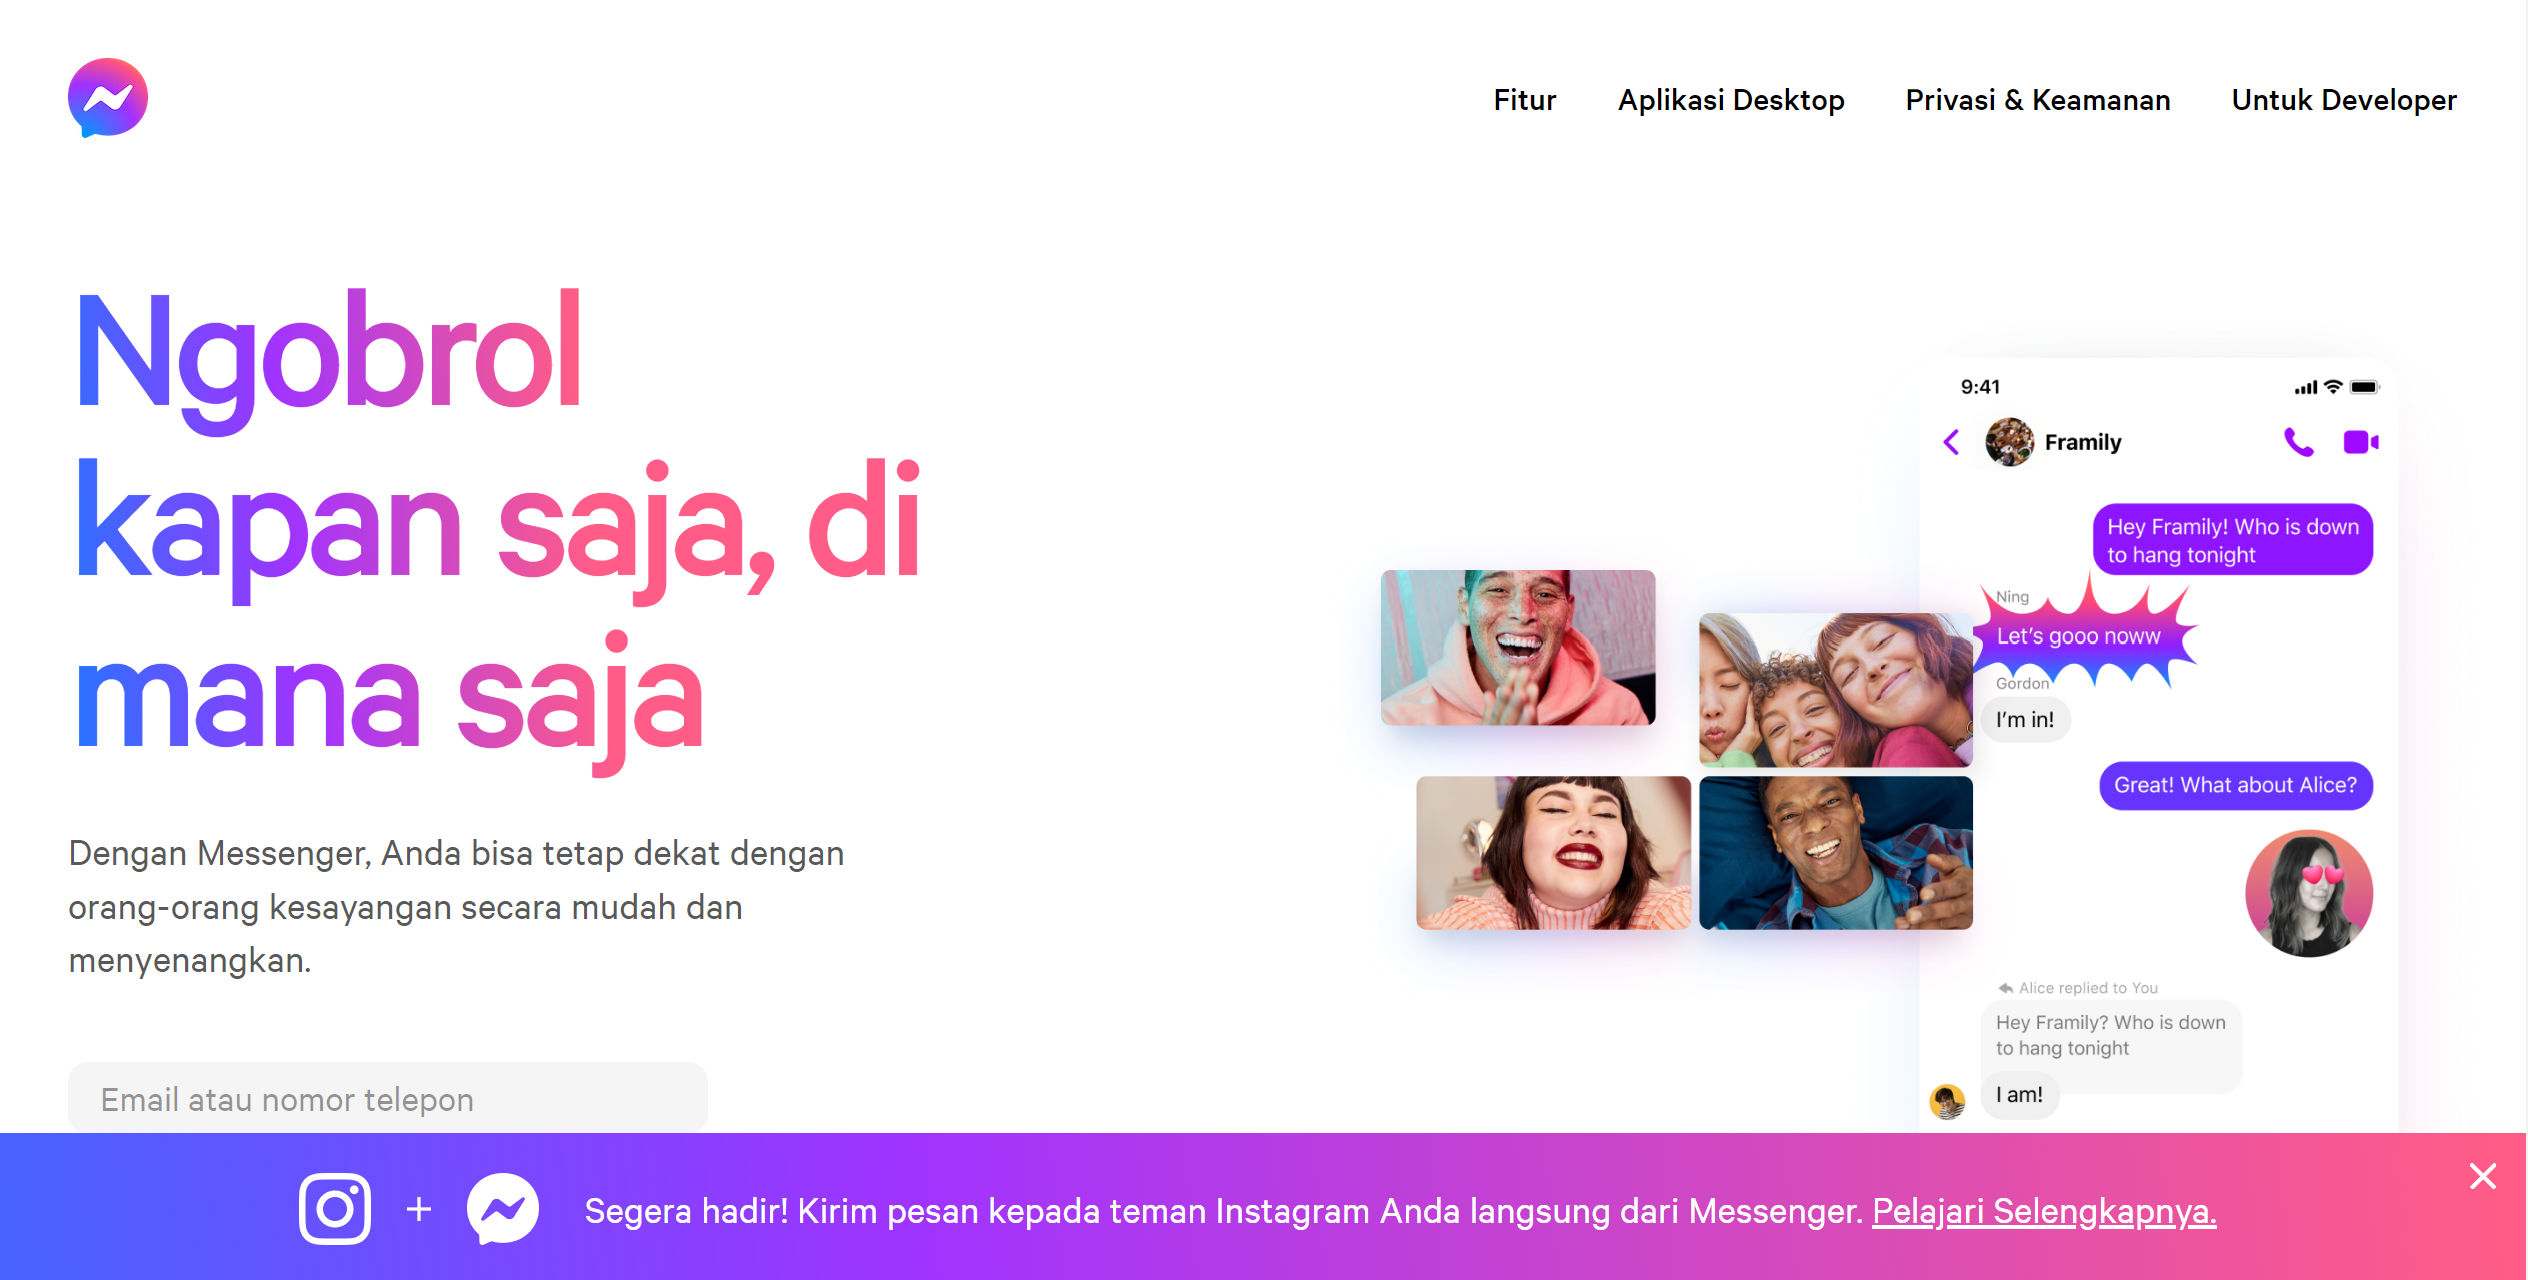 Fitur
Aplikasi Desktop
Privasi & Keamanan
Untuk Developer
Ngobrol
kapan saja, di
mana saja
Dengan Messenger, Anda bisa tetap dekat dengan
orang-orang kesayangan secara mudah dan
menyenangkan.
Email atau nomor telepon
9:41
Framily
Hey Framily! Who is down
to hang tonight
Ning
Let's gooo noww
Gordon
I'm in!
Great! What about Alice?
Alice replied to You
Hey Framily? Who is down
to hang tonight
I am!
Segera hadir! Kirim pesan kepada teman Instagram Anda langsung dari Messenger. Pelajari Selengkapnya.